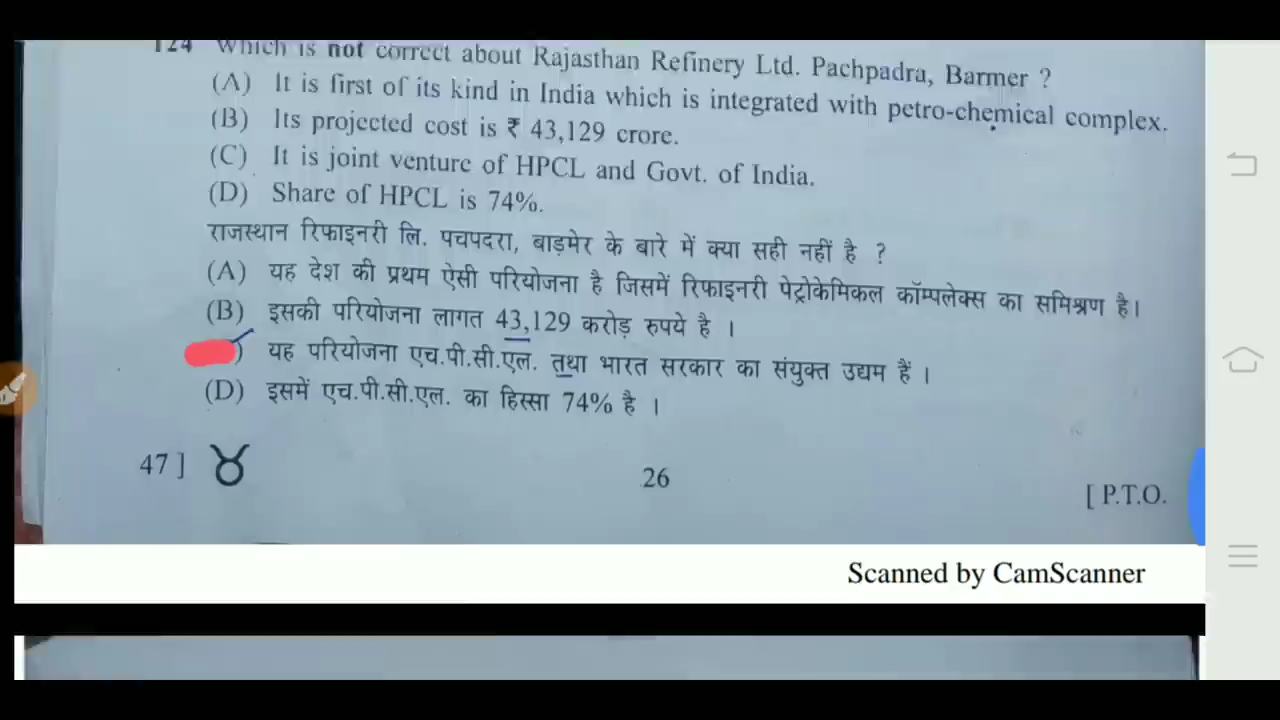 124 Which is not correct about Rajasthan Refinery Ltd. Pachpadra, Barmer ?
(A) It is first of its kind in India which is integrated with petro-chemical complex.
(B) Its projected cost is ₹ 43,129 crore.
(C) It is joint venture of HPCL and Govt. of India.
(D) Share of HPCL is 74%.
राजस्थान रिफाइनरी लि. पचपदरा, बाड़मेर के बारे में क्या सही नहीं है ?
(A) यह देश की प्रथम ऐसी परियोजना है जिसमें रिफाइनरी पेट्रोकेमिकल कॉम्पलेक्स का समिश्रण है।
(B) इसकी परियोजना लागत 43,129 करोड़ रुपये है ।
) यह परियोजना एच.पी.सी.एल. तथा भारत सरकार का संयुक्त उद्यम हैं ।
(D) इसमें एच.पी.सी.एल. का हिस्सा 74% है ।
47 ] ♉ 26 [ P.T.O.
Scanned by CamScanner